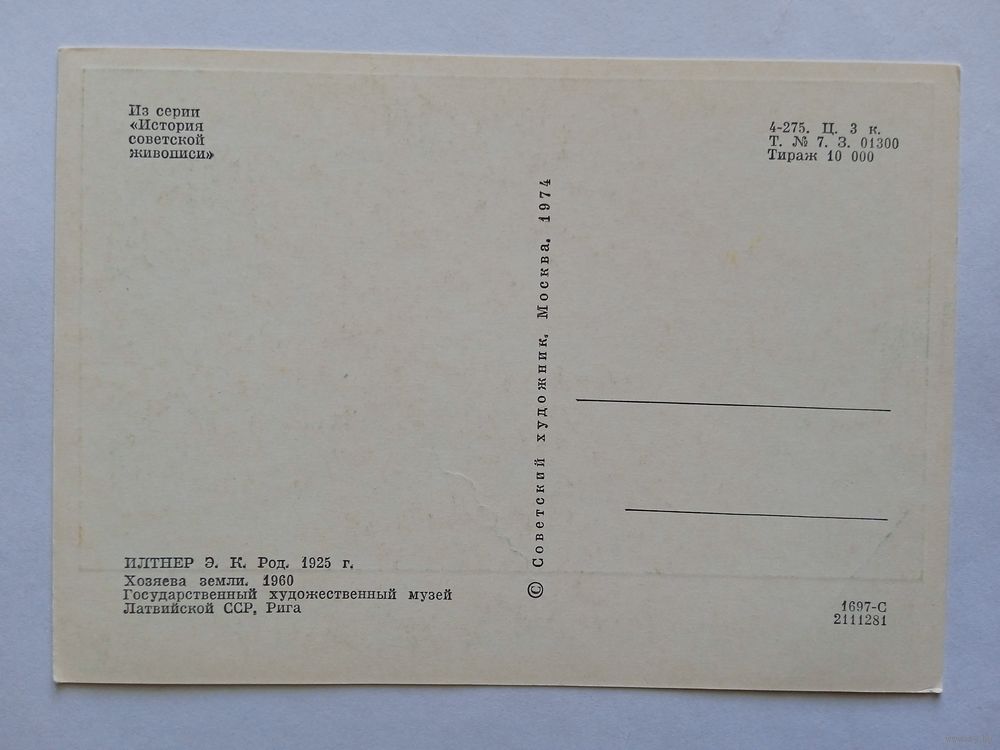 Из серии
«История
советской
живописи»
4-275. Ц. 3 к.
Т. № 7. З. 01300
Тираж 10 000
© Советский художник. Москва. 1974
ИЛТНЕР Э. К. Род. 1925 г.
Хозяева земли. 1960
Государственный художественный музей
Латвийской ССР, Рига
1697-С
2111281